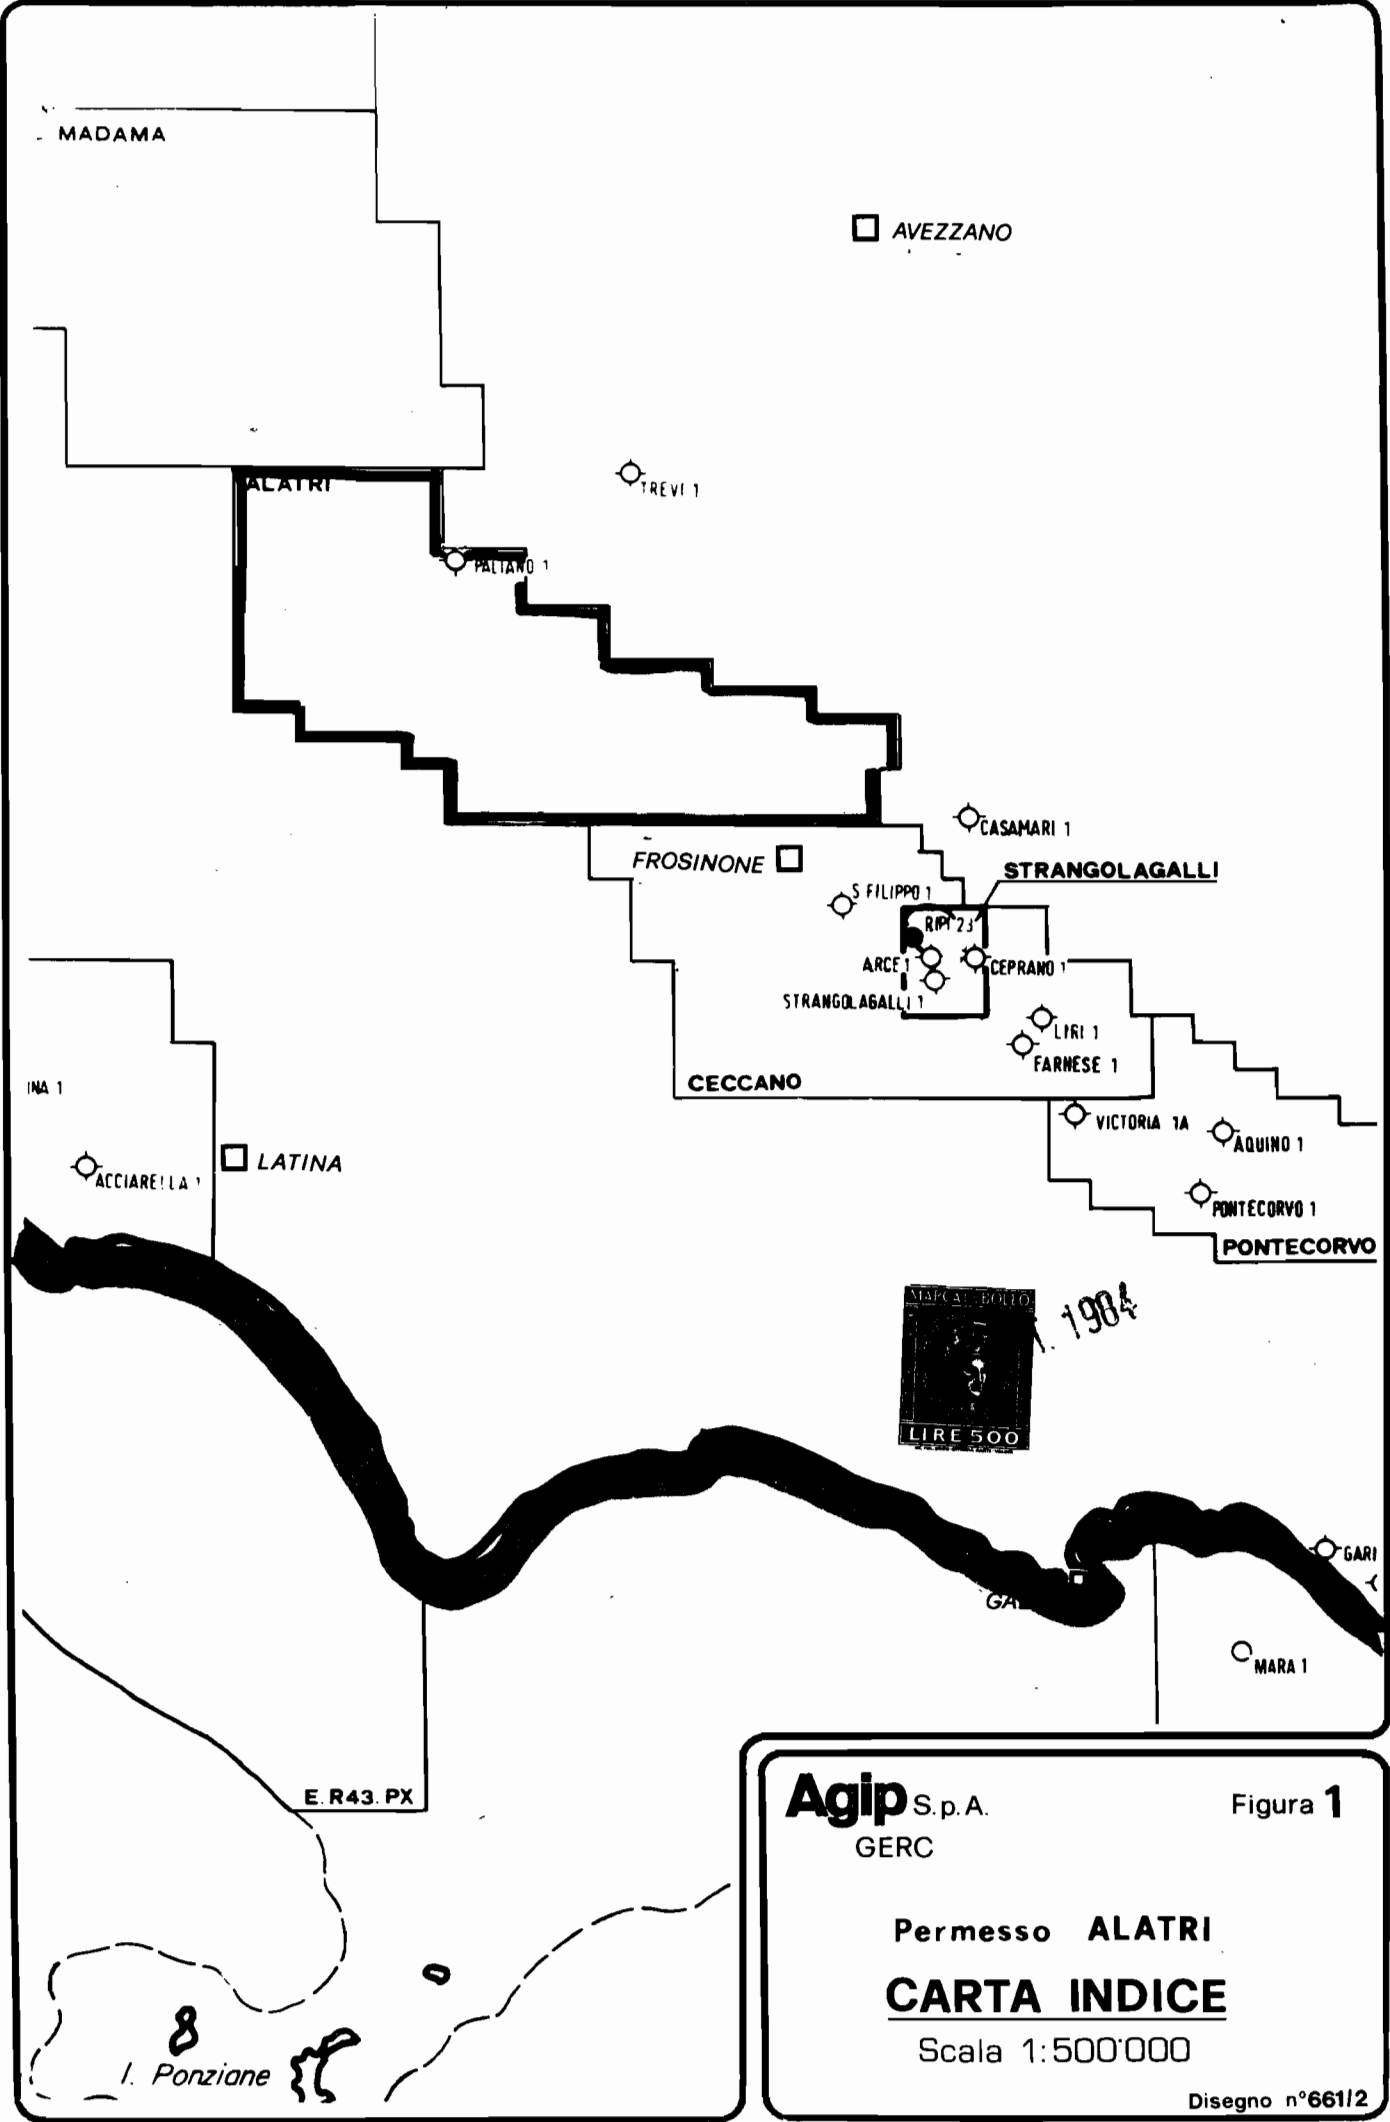 MADAMA
AVEZZANO
ALATRI
TREVI 1
PALIANO 1
CASAMARI 1
FROSINONE
STRANGOLAGALLI
S FILIPPO 1
RIPI 23
ARCE 1
CEPRANO 1
STRANGOLAGALLI 1
LIRI 1
FARNESE 1
CECCANO
INA 1
VICTORIA 1A
AQUINO 1
LATINA
ACCIARELLA 1
PONTECORVO 1
PONTECORVO
MARCA BOLLO
1984
LIRE 500
GARI
GA
MARA 1
E. R43. PX
Agip S.p.A.
Figura 1
GERC
Permesso ALATRI
CARTA INDICE
Scala 1:500'000
I. Ponziane
Disegno n°661/2